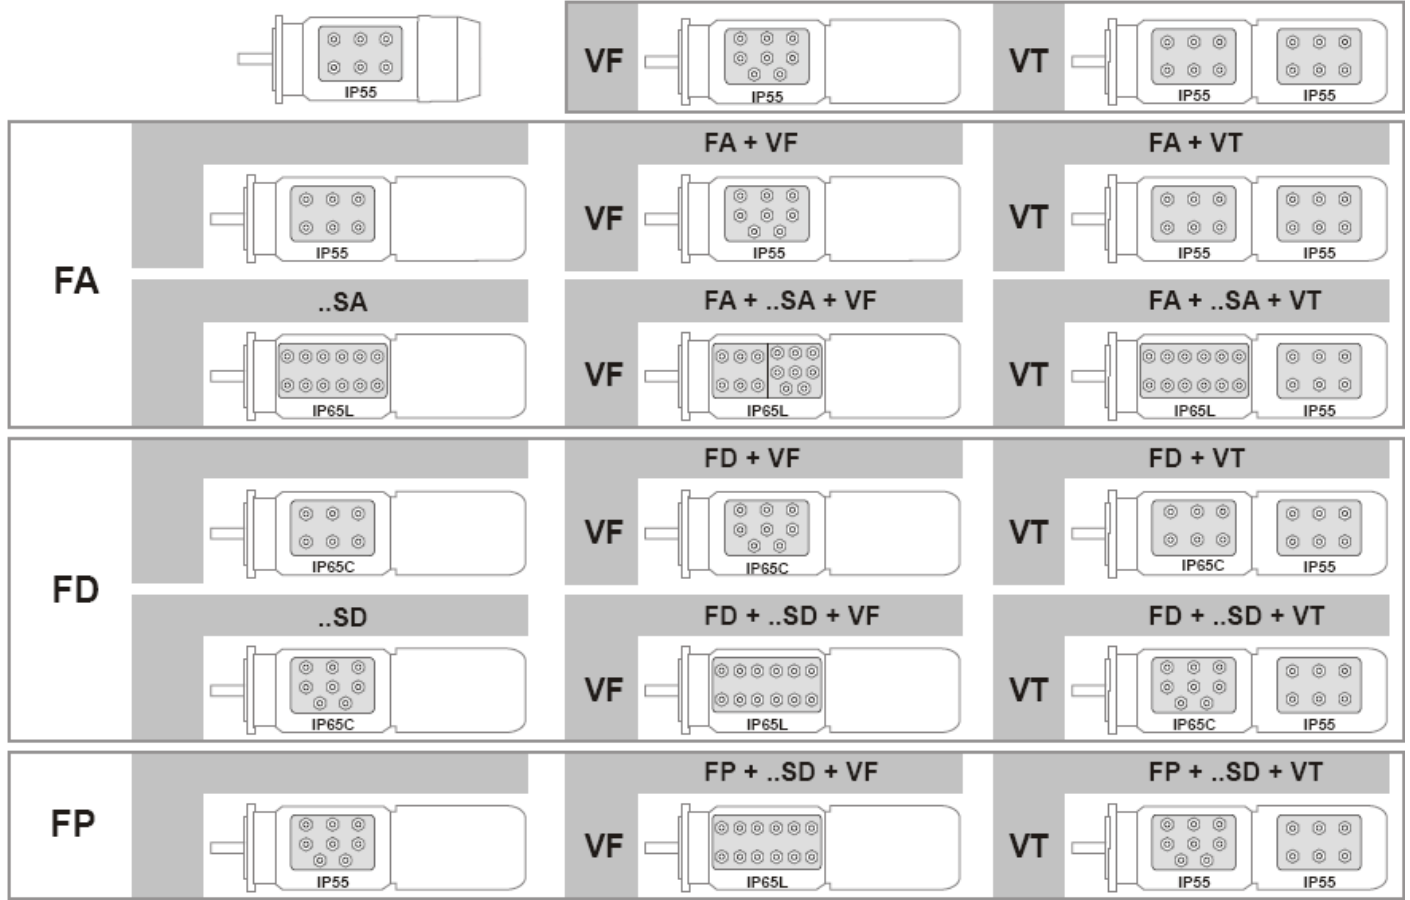 IP55
VF
IP55
VT
IP55 IP55
FA
IP55
FA + VF
VF
IP55
FA + VT
VT
IP55 IP55
..SA
IP65L
FA + ..SA + VF
VF
IP65L
FA + ..SA + VT
VT
IP65L IP55
FD
IP65C
FD + VF
VF
IP65C
FD + VT
VT
IP65C IP55
..SD
IP65C
FD + ..SD + VF
VF
IP65L
FD + ..SD + VT
VT
IP65C IP55
FP
IP55
FP + ..SD + VF
VF
IP65L
FP + ..SD + VT
VT
IP55 IP55